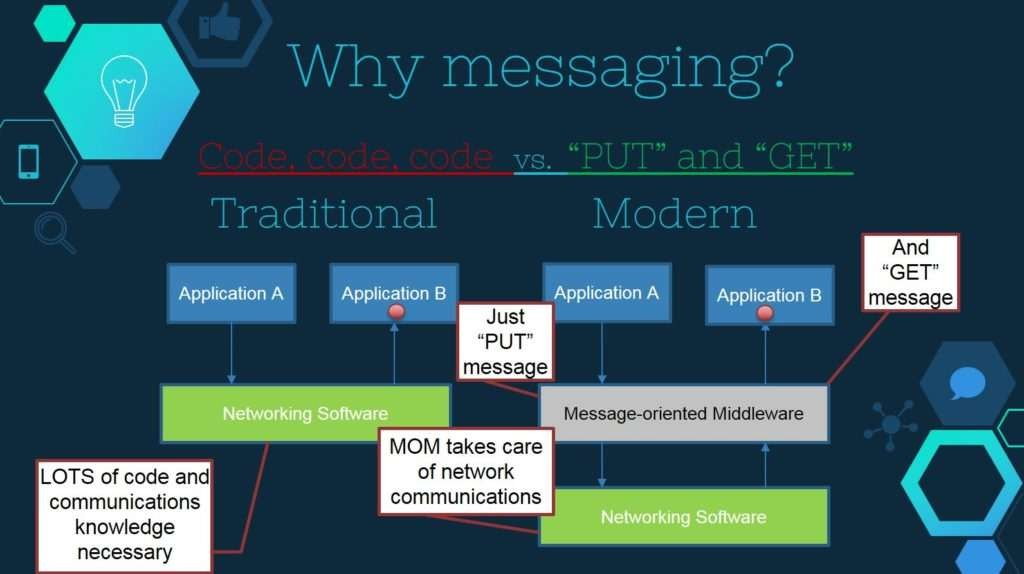 Why messaging?
Code, code, code vs. “PUT” and “GET”
Traditional
Modern
Application A
Application B
Networking Software
LOTS of code and
communications
knowledge
necessary
Application A
Application B
Just
“PUT”
message
And
“GET”
message
Message-oriented Middleware
MOM takes care
of network
communications
Networking Software